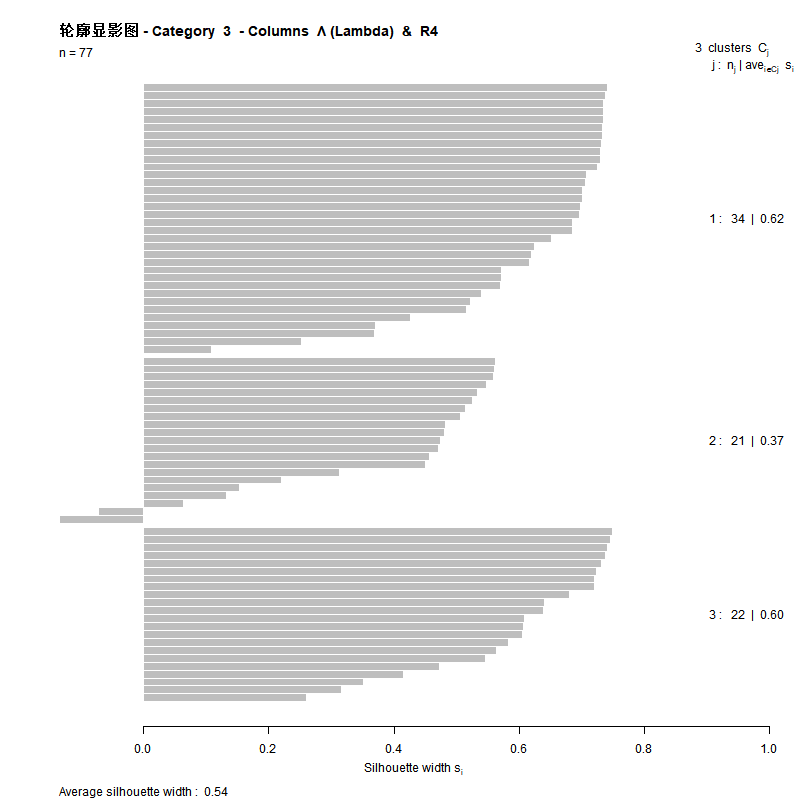 轮廓显影图 - Category 3 - Columns Λ (Lambda) & R4
n = 77
3 clusters Cj
j : nj | avei∈Cj si
1 : 34 | 0.62
2 : 21 | 0.37
3 : 22 | 0.60
0.0 0.2 0.4 0.6 0.8 1.0
Silhouette width si
Average silhouette width : 0.54